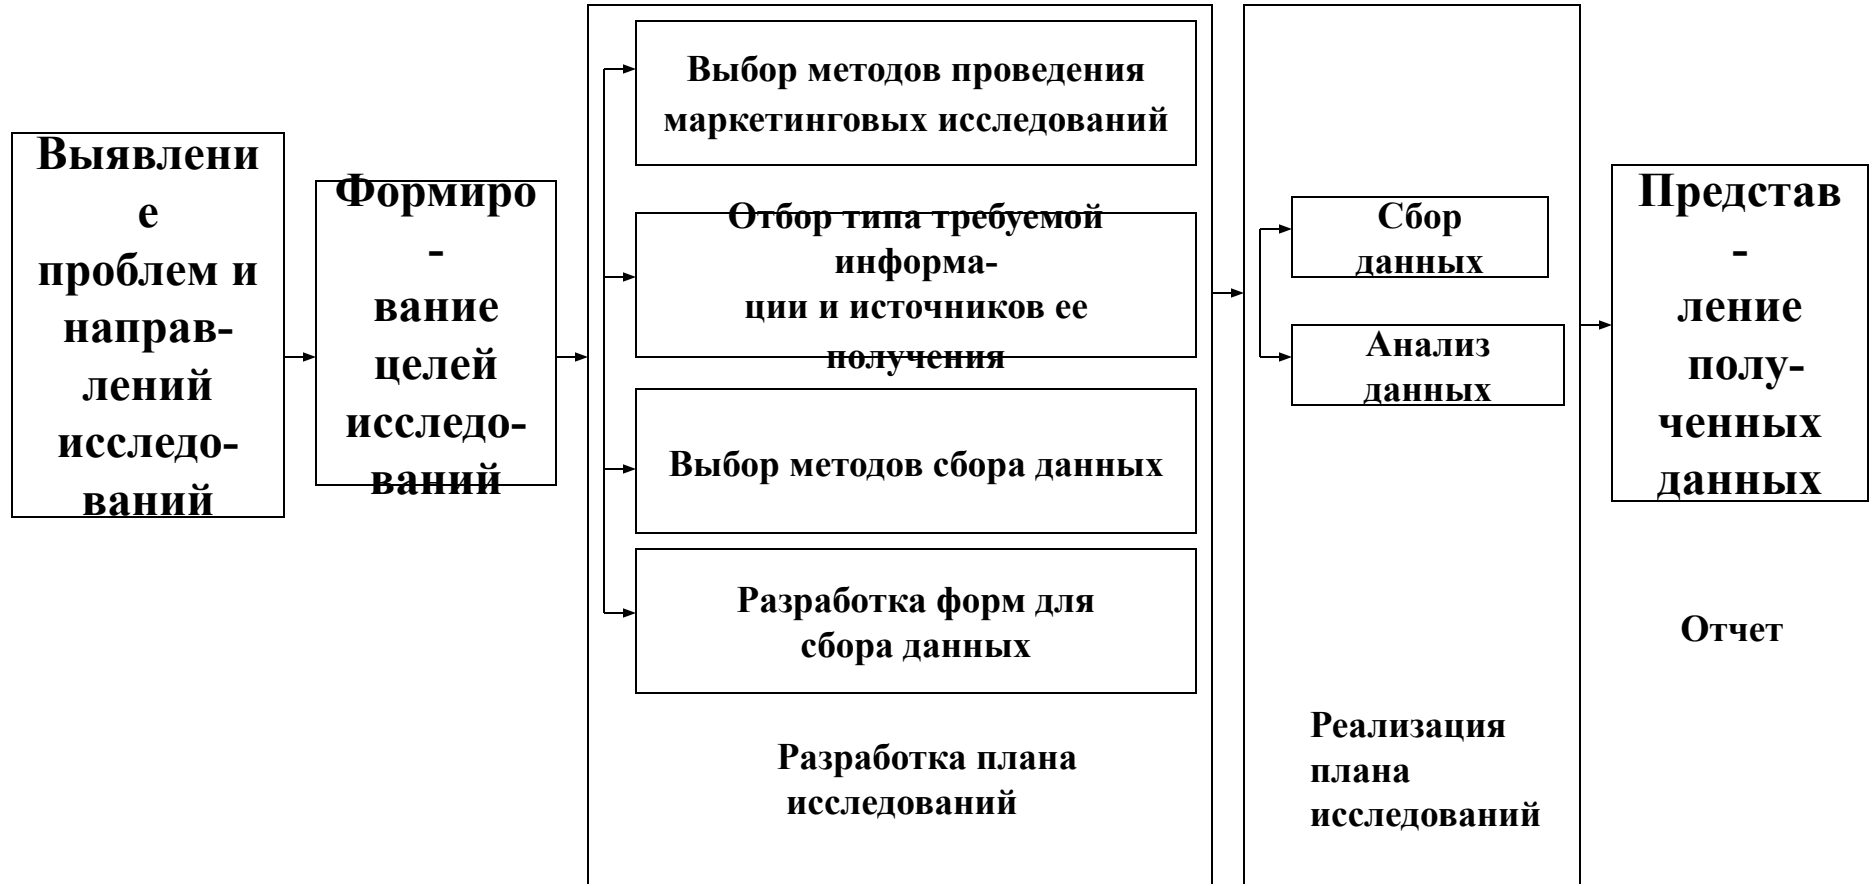 Выявлени
е
проблем и
направ-
лений
исследо-
ваний
Формиро
-
вание
целей
исследо-
ваний
Выбор методов проведения
маркетинговых исследований
Отбор типа требуемой
информа-
ции и источников ее
получения
Выбор методов сбора данных
Разработка форм для
сбора данных
Разработка плана
исследований
Сбор
данных
Анализ
данных
Реализация
плана
исследований
Представ
-
ление
полу-
ченных
данных
Отчет